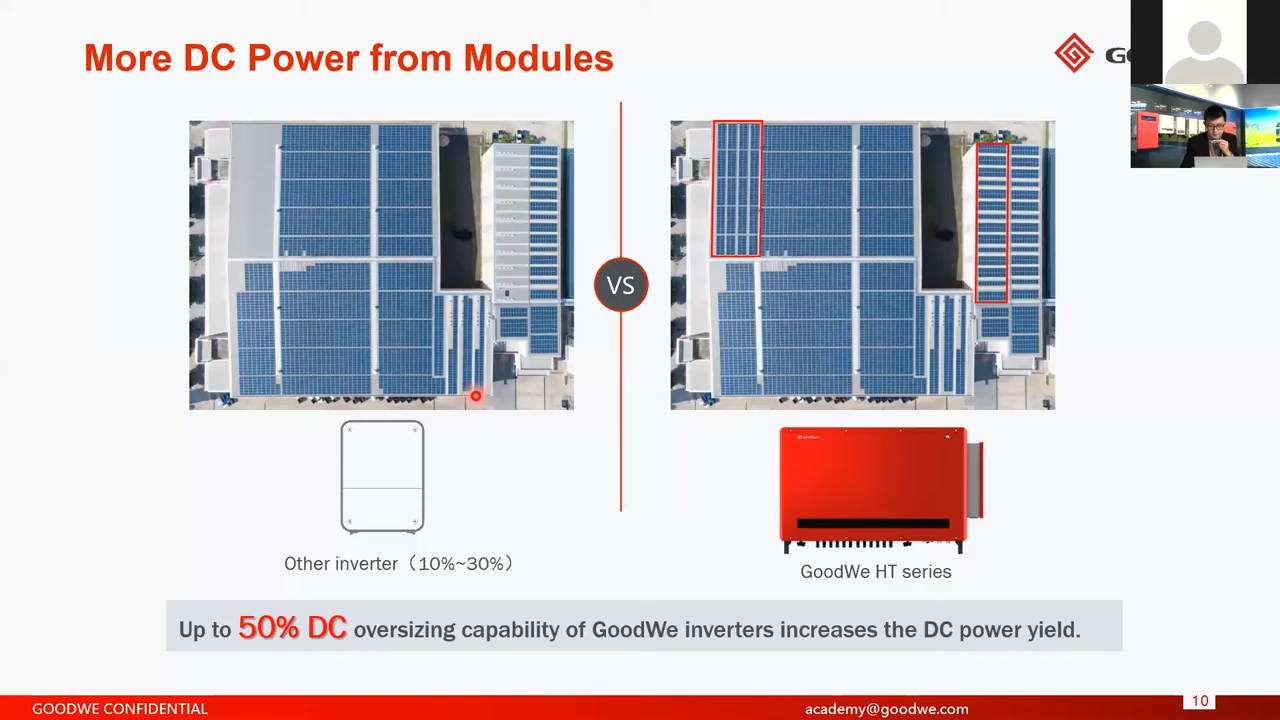 More DC Power from Modules
VS
Other inverter（10%~30%）
GoodWe HT series
Up to 50% DC oversizing capability of GoodWe inverters increases the DC power yield.
GOODWE CONFIDENTIAL
academy@goodwe.com
10